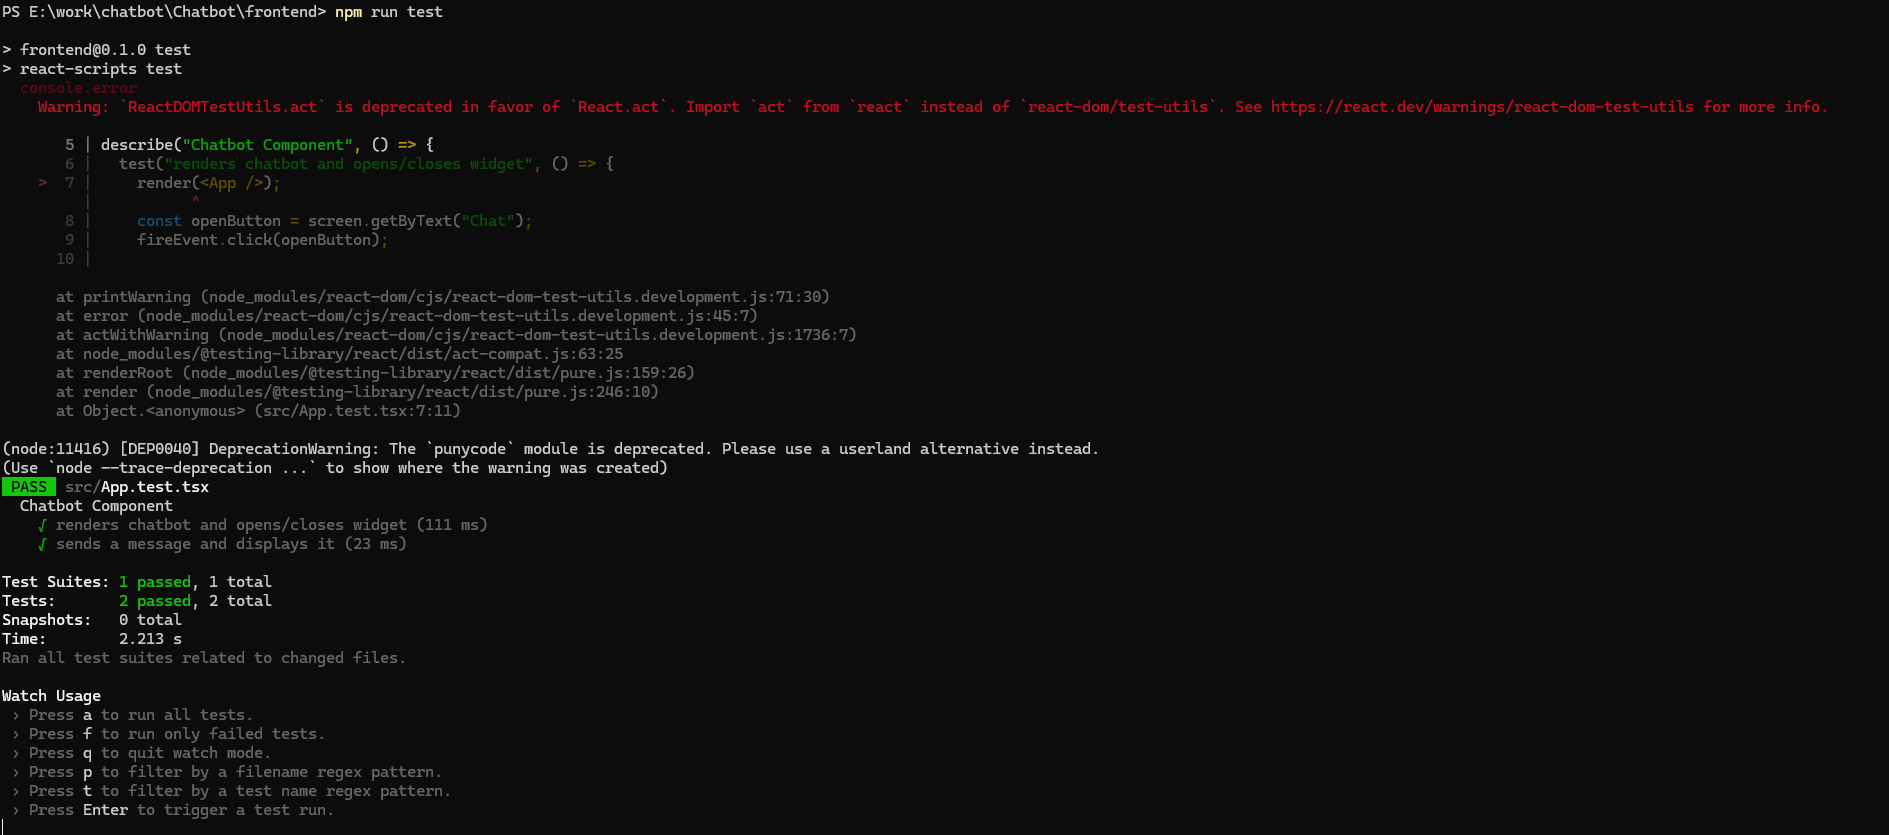 PS E:\work\chatbot\Chatbot\frontend> npm run test

> frontend@0.1.0 test
> react-scripts test
  console.error
    Warning: `ReactDOMTestUtils.act` is deprecated in favor of `React.act`. Import `act` from `react` instead of `react-dom/test-utils`. See https://react.dev/warnings/react-dom-test-utils for more info.

       5 | describe("Chatbot Component", () => {
       6 |   test("renders chatbot and opens/closes widget", () => {
    >  7 |     render(<App />);
         |           ^
       8 |     const openButton = screen.getByText("Chat");
       9 |     fireEvent.click(openButton);
      10 |

      at printWarning (node_modules/react-dom/cjs/react-dom-test-utils.development.js:71:30)
      at error (node_modules/react-dom/cjs/react-dom-test-utils.development.js:45:7)
      at actWithWarning (node_modules/react-dom/cjs/react-dom-test-utils.development.js:1736:7)
      at node_modules/@testing-library/react/dist/act-compat.js:63:25
      at renderRoot (node_modules/@testing-library/react/dist/pure.js:159:26)
      at render (node_modules/@testing-library/react/dist/pure.js:246:10)
      at Object.<anonymous> (src/App.test.tsx:7:11)

(node:11416) [DEP0040] DeprecationWarning: The `punycode` module is deprecated. Please use a userland alternative instead.
(Use `node --trace-deprecation ...` to show where the warning was created)
 PASS  src/App.test.tsx
  Chatbot Component
    √ renders chatbot and opens/closes widget (111 ms)
    √ sends a message and displays it (23 ms)

Test Suites: 1 passed, 1 total
Tests:       2 passed, 2 total
Snapshots:   0 total
Time:        2.213 s
Ran all test suites related to changed files.

Watch Usage
 › Press a to run all tests.
 › Press f to run only failed tests.
 › Press q to quit watch mode.
 › Press p to filter by a filename regex pattern.
 › Press t to filter by a test name regex pattern.
 › Press Enter to trigger a test run.